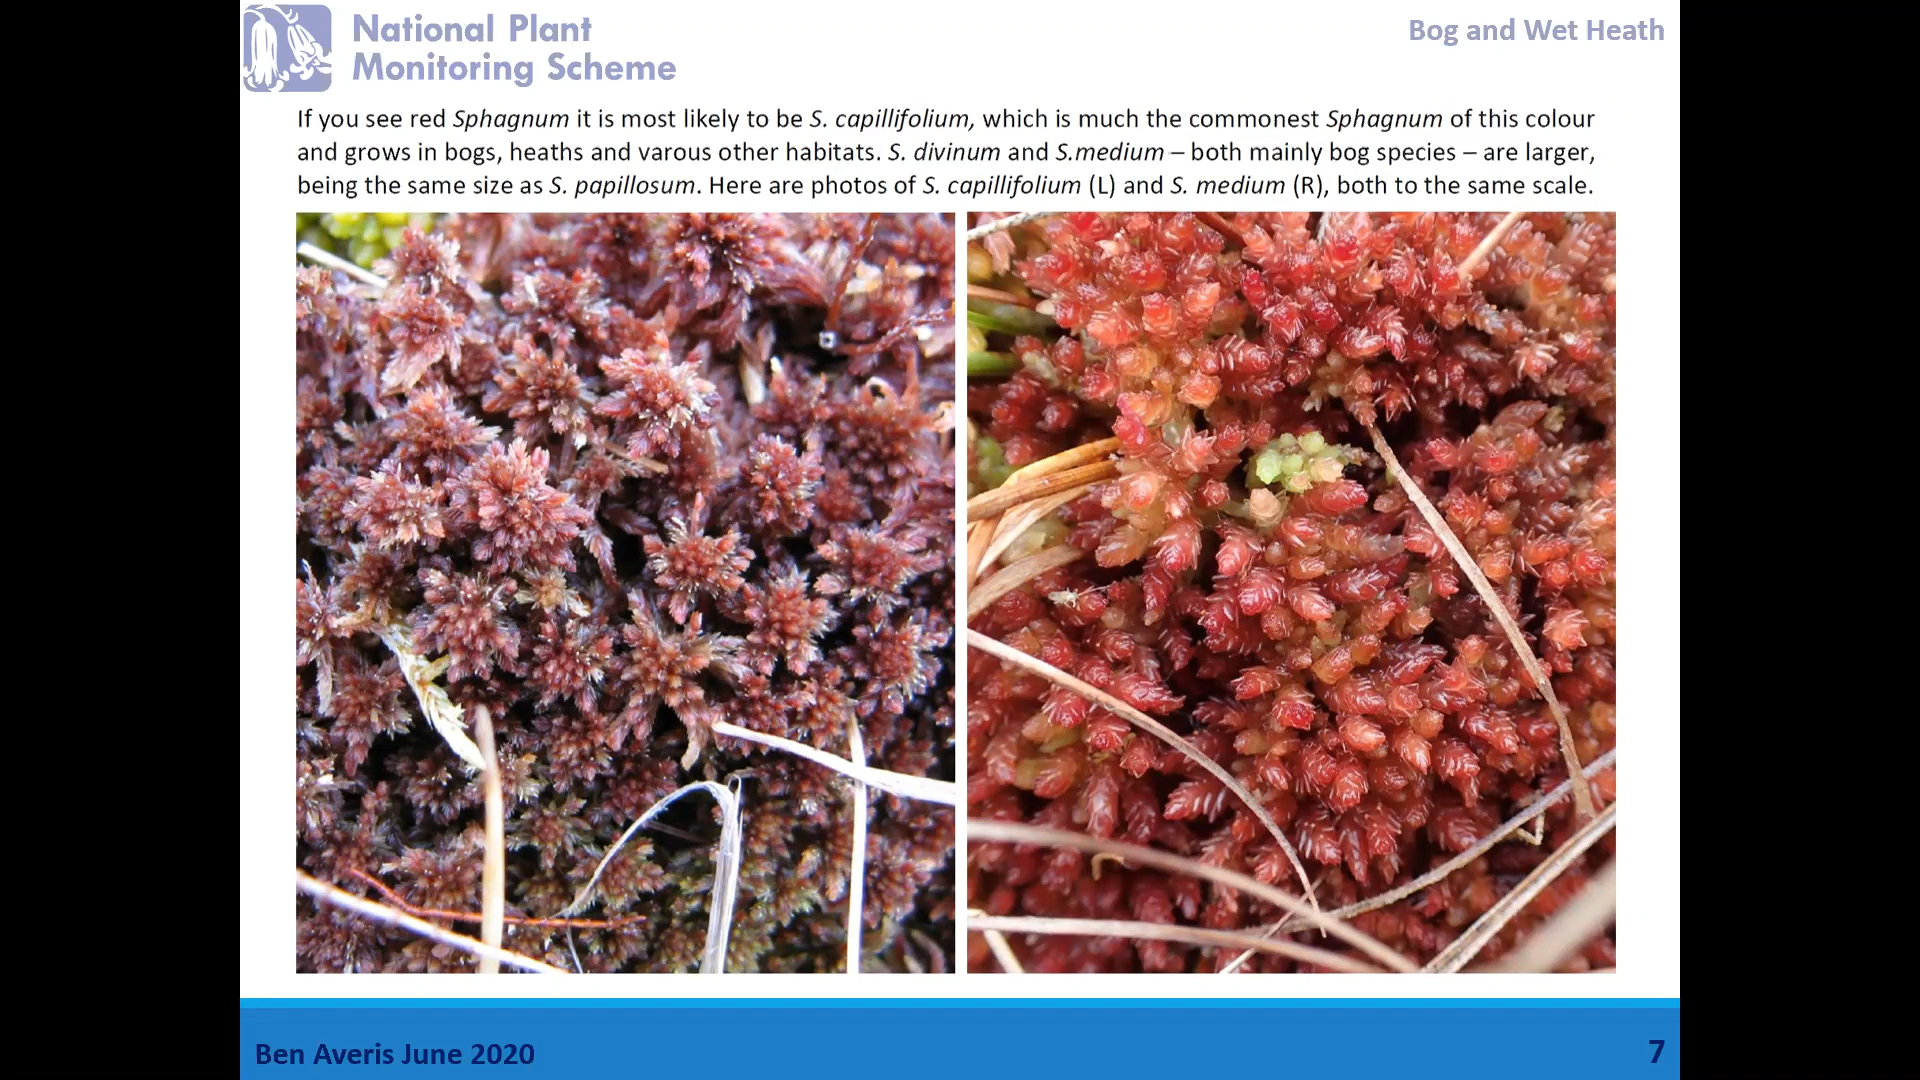 National Plant
Monitoring Scheme
Bog and Wet Heath
If you see red Sphagnum it is most likely to be S. capillifolium, which is much the commonest Sphagnum of this colour
and grows in bogs, heaths and varous other habitats. S. divinum and S.medium – both mainly bog species – are larger,
being the same size as S. papillosum. Here are photos of S. capillifolium (L) and S. medium (R), both to the same scale.
Ben Averis June 2020
7